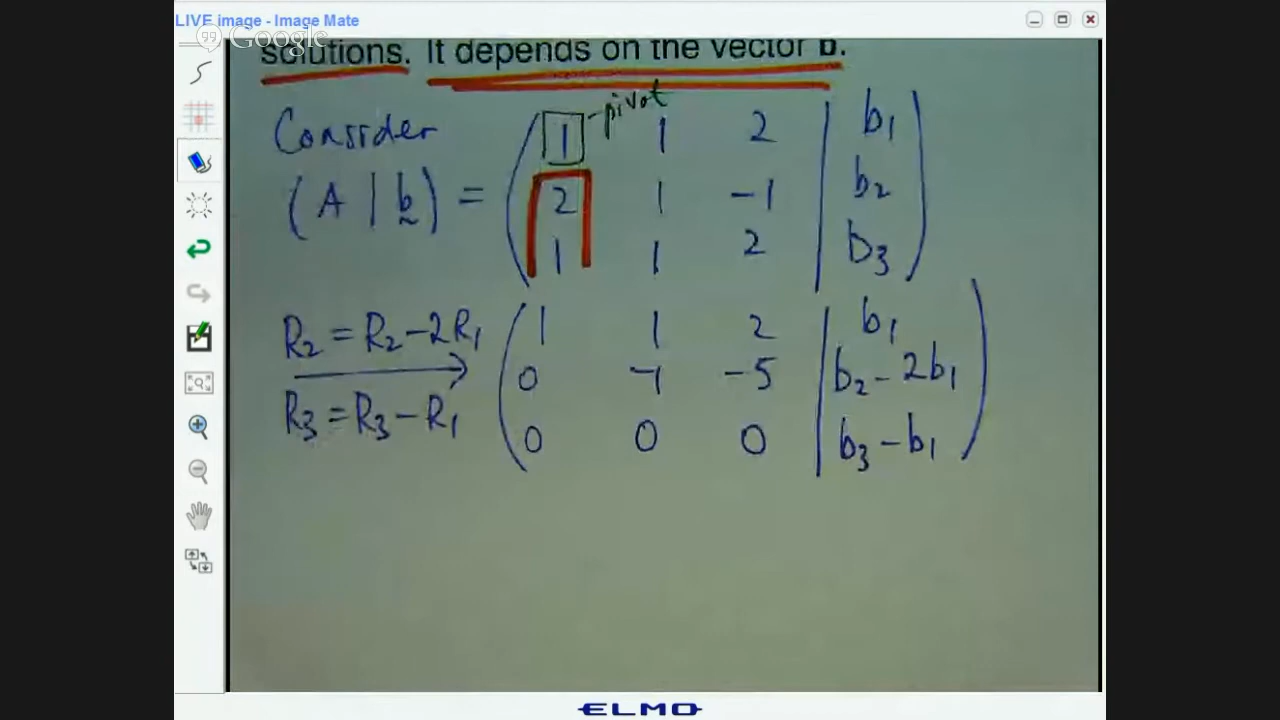 LIVE image - Image Mate
Google
solutions. It depends on the vector b.
Consider
pivot
(A | b) = ( 1 1 2 | b₁
2 1 -1 | b₂
1 1 2 | b₃ )
R₂ = R₂ - 2R₁
R₃ = R₃ - R₁
( 1 1 2 | b₁
0 -1 -5 | b₂ - 2b₁
0 0 0 | b₃ - b₁ )
ELMO